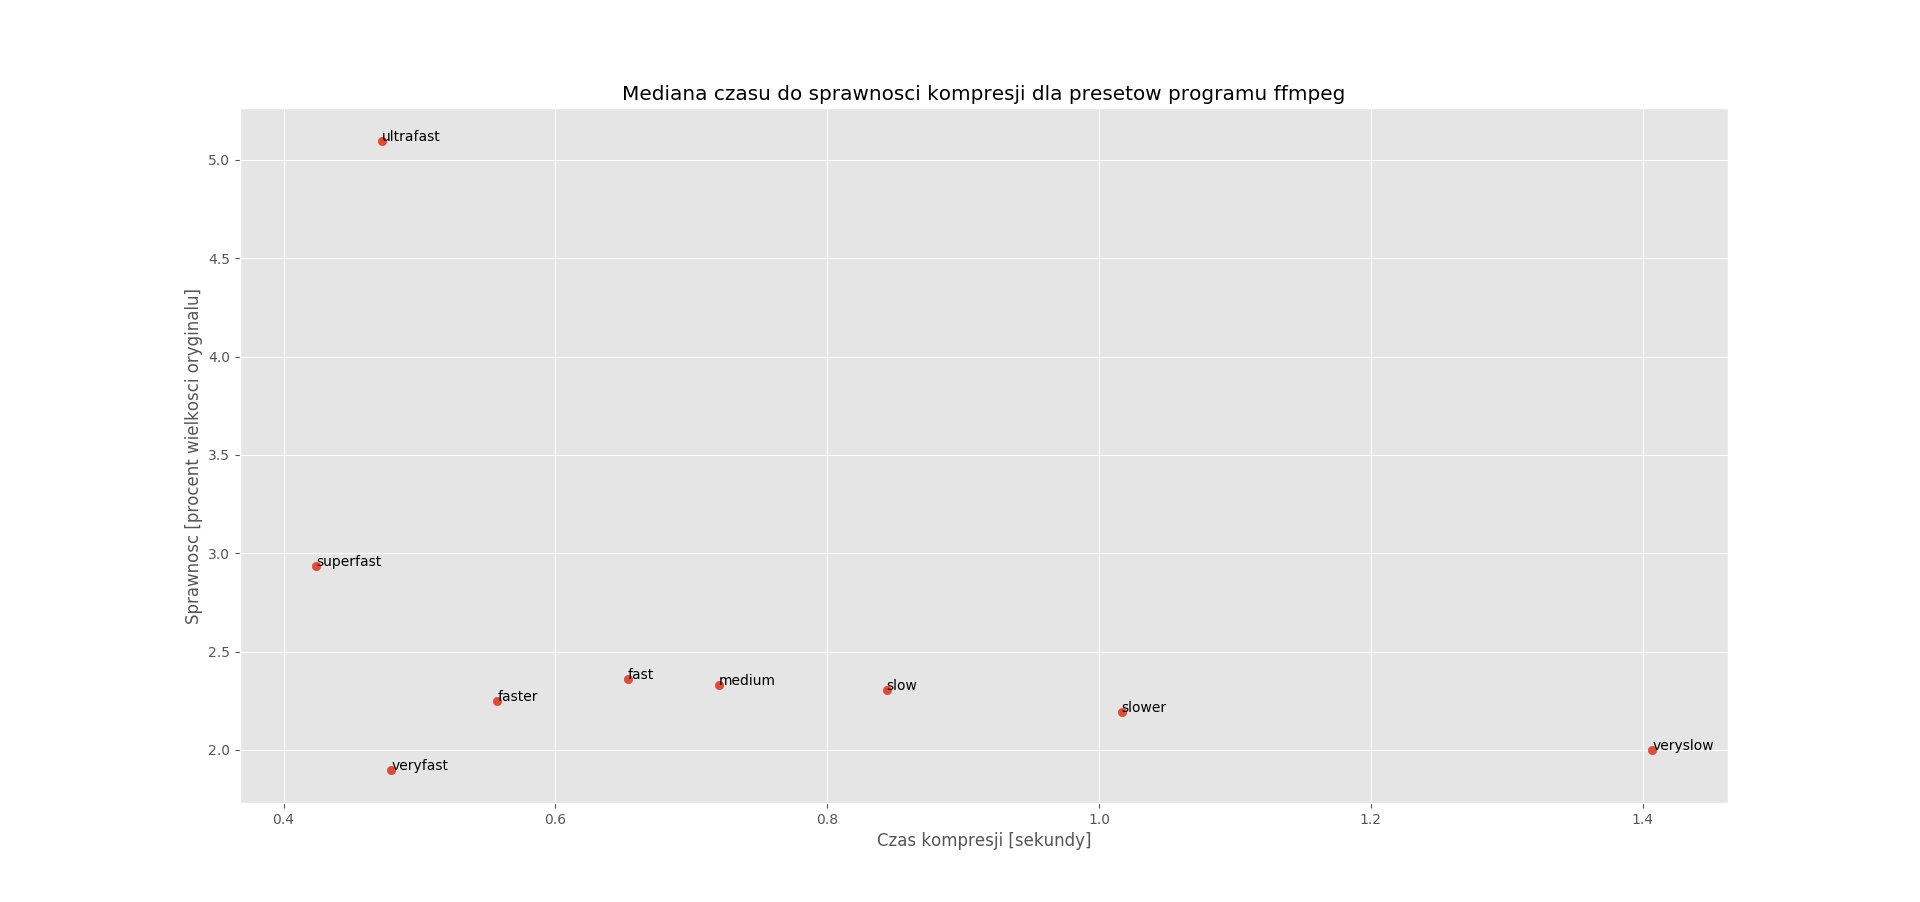 Mediana czasu do sprawnosci kompresji dla presetow programu ffmpeg
Sprawnosc [procent wielkosci oryginalu]
5.0
4.5
4.0
3.5
3.0
2.5
2.0
ultrafast
superfast
fast
medium
slow
faster
slower
veryslow
veryfast
0.4
0.6
0.8
1.0
1.2
1.4
Czas kompresji [sekundy]